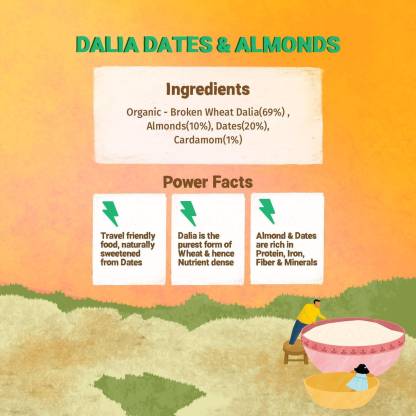 DALIA DATES & ALMONDS
Ingredients
Organic - Broken Wheat Dalia(69%) ,
Almonds(10%), Dates(20%),
Cardamom(1%)
Power Facts
Travel friendly
food, naturally
sweetened
from Dates
Dalia is the
purest form of
Wheat & hence
Nutrient dense
Almond & Dates
are rich in
Protein, Iron,
Fiber & Minerals